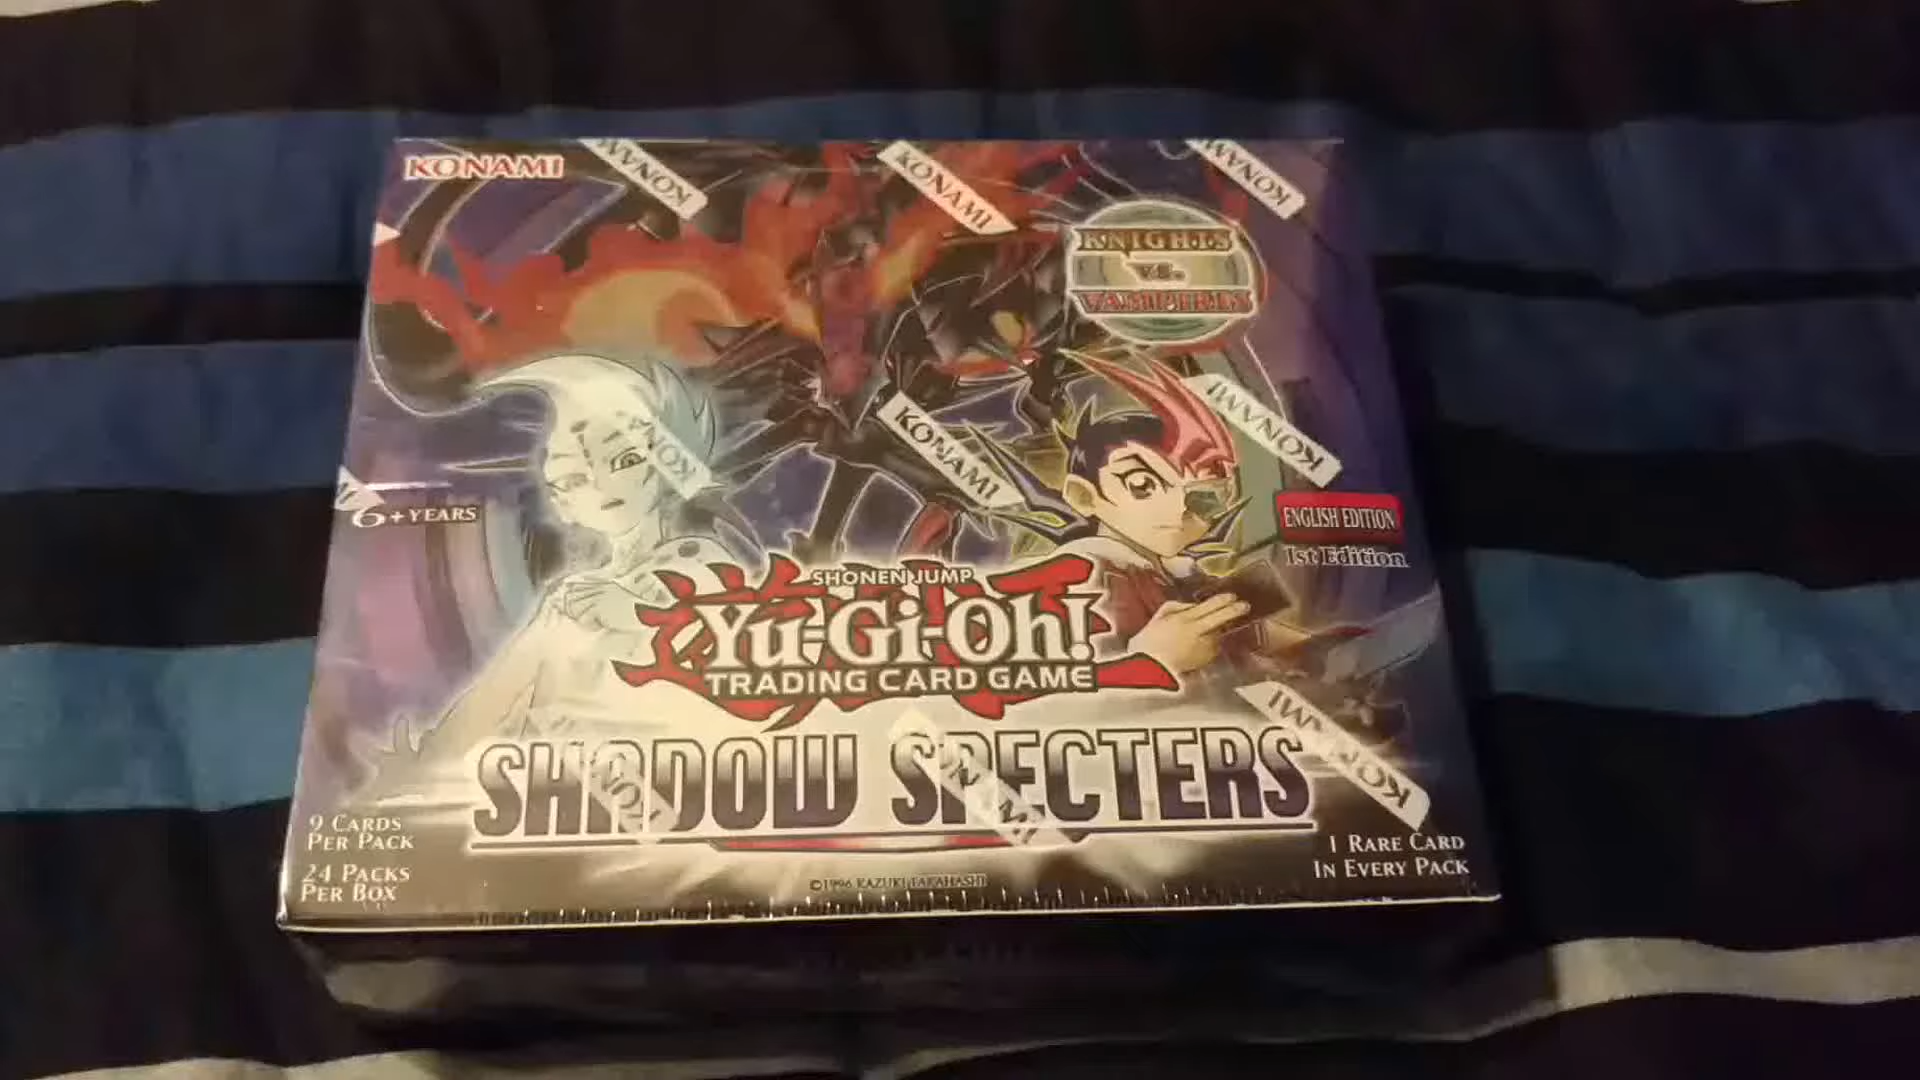 KONAMI
KONAMI
KONAMI
KONAMI
KNIGHTS
vs.
VAMPIRES
KONAMI
KONAMI
KONAMI
6+ YEARS
ENGLISH EDITION
1st Edition
SHONEN JUMP
Yu-Gi-Oh!
TRADING CARD GAME
KONAMI
SHADOW SPECTERS
KONAMI
KONAMI
9 CARDS
PER PACK
24 PACKS
PER BOX
1 RARE CARD
IN EVERY PACK
©1996 KAZUKI TAKAHASHI